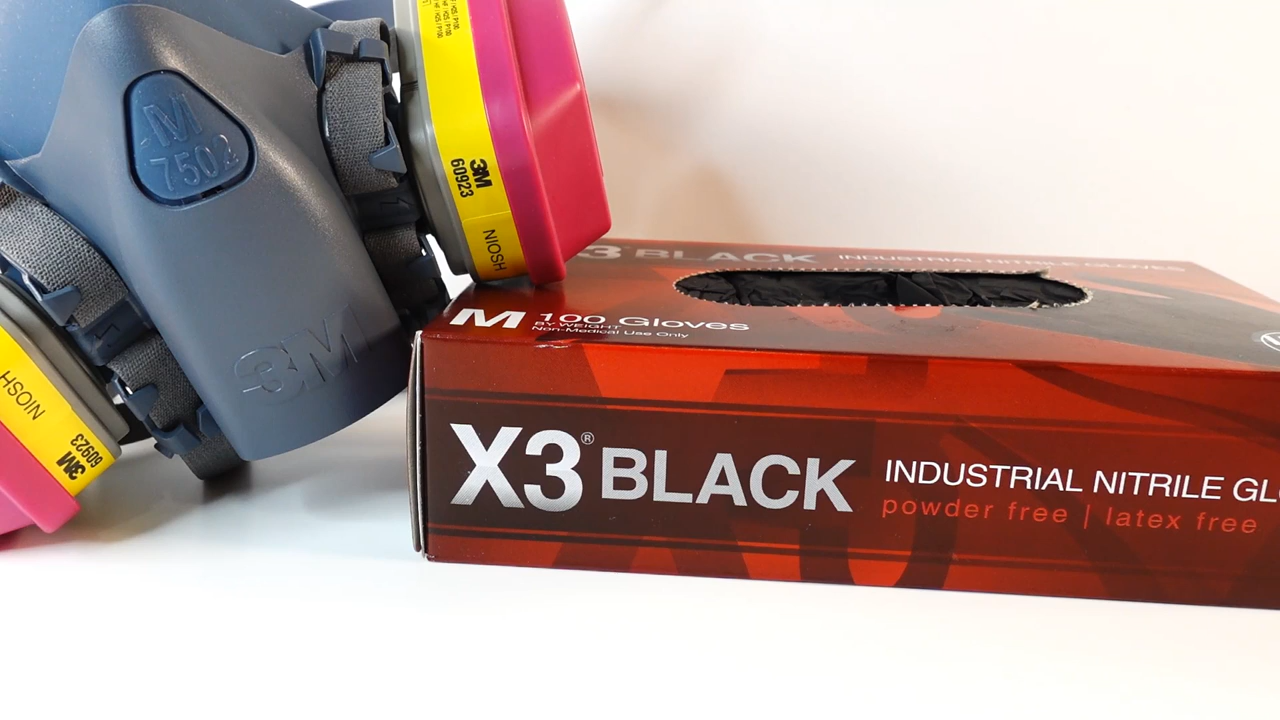 M
7502
3M
3M
60923
NIOSH
NIOSH
3M
60923
3 BLACK INDUSTRIAL NITRILE GLOVES
M 100 Gloves
BY WEIGHT
Non-Medical Use Only
X3® BLACK INDUSTRIAL NITRILE GL
powder free | latex free